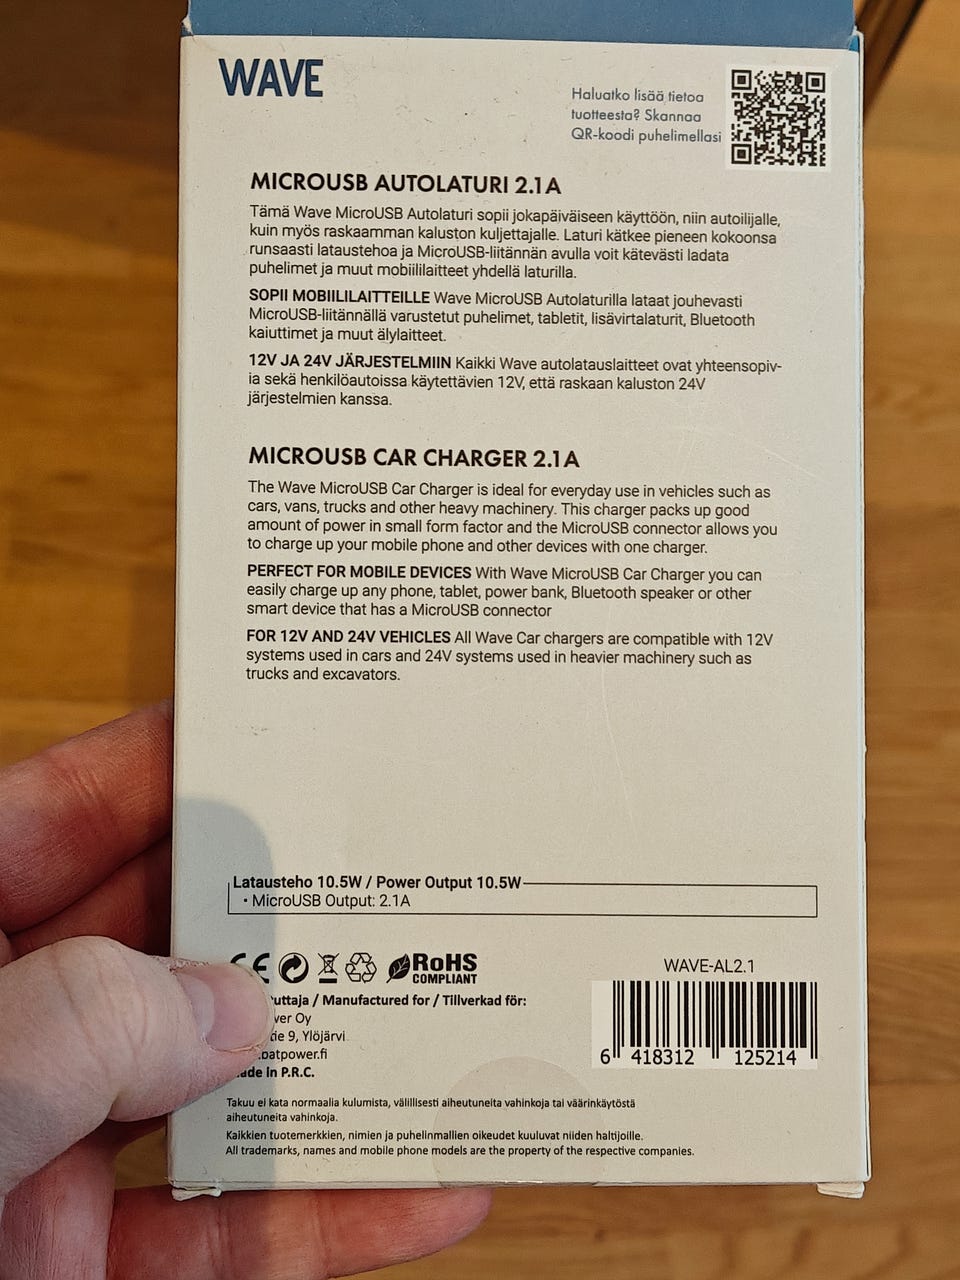 WAVE
Haluatko lisää tietoa
tuotteesta? Skannaa
QR-koodi puhelimellasi
MICROUSB AUTOLATURI 2.1A
Tämä Wave MicroUSB Autolaturi sopii jokapäiväiseen käyttöön, niin autoilijalle,
kuin myös raskaamman kaluston kuljettajalle. Laturi kätkee pieneen kokoonsa
runsaasti lataustehoa ja MicroUSB-liitännän avulla voit kätevästi ladata
puhelimet ja muut mobiililaitteet yhdellä laturilla.
SOPII MOBIILILAITTEILLE Wave MicroUSB Autolaturilla lataat jouhevasti
MicroUSB-liitännällä varustetut puhelimet, tabletit, lisävirtalaturit, Bluetooth
kaiuttimet ja muut älylaitteet.
12V JA 24V JÄRJESTELMIIN Kaikki Wave autolatauslaitteet ovat yhteensopiv-
ia sekä henkilöautoissa käytettävien 12V, että raskaan kaluston 24V
järjestelmien kanssa.
MICROUSB CAR CHARGER 2.1A
The Wave MicroUSB Car Charger is ideal for everyday use in vehicles such as
cars, vans, trucks and other heavy machinery. This charger packs up good
amount of power in small form factor and the MicroUSB connector allows you
to charge up your mobile phone and other devices with one charger.
PERFECT FOR MOBILE DEVICES With Wave MicroUSB Car Charger you can
easily charge up any phone, tablet, power bank, Bluetooth speaker or other
smart device that has a MicroUSB connector
FOR 12V AND 24V VEHICLES All Wave Car chargers are compatible with 12V
systems used in cars and 24V systems used in heavier machinery such as
trucks and excavators.
Latausteho 10.5W / Power Output 10.5W
• MicroUSB Output: 2.1A
CE RoHS
COMPLIANT
WAVE-AL2.1
/ Manufactured for / Tillverkad för:
Oy
9, Ylöjärvi
In P.R.C.
6 418312 125214
Takuu ei kata normaalia kulumista, välillisesti aiheutuneita vahinkoja tai väärinkäytöstä
aiheutuneita vahinkoja.
Kaikkien tuotemerkkien, nimien ja puhelinmallien oikeudet kuuluvat niiden haltijoille.
All trademarks, names and mobile phone models are the property of the respective companies.